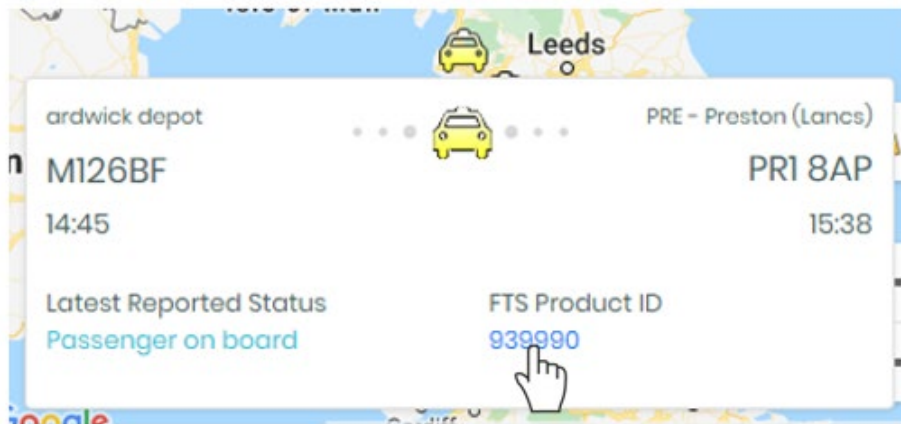 Leeds
ardwick depot
PRE - Preston (Lancs)
M126BF
PR1 8AP
14:45
15:38
Latest Reported Status
FTS Product ID
Passenger on board
939990